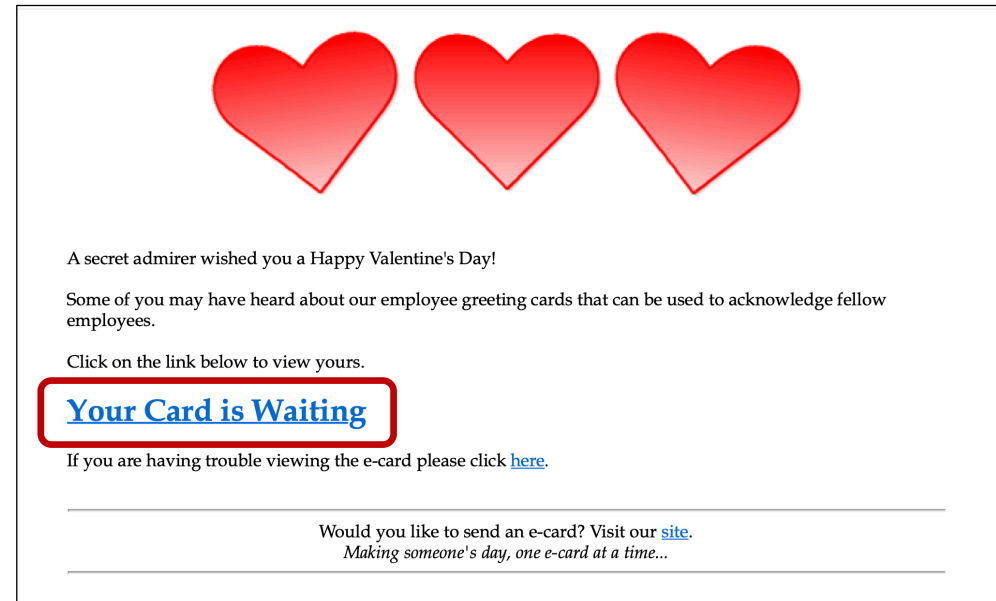 A secret admirer wished you a Happy Valentine's Day!
Some of you may have heard about our employee greeting cards that can be used to acknowledge fellow
employees.
Click on the link below to view yours.
Your Card is Waiting
If you are having trouble viewing the e-card please click here.
Would you like to send an e-card? Visit our site.
Making someone's day, one e-card at a time...